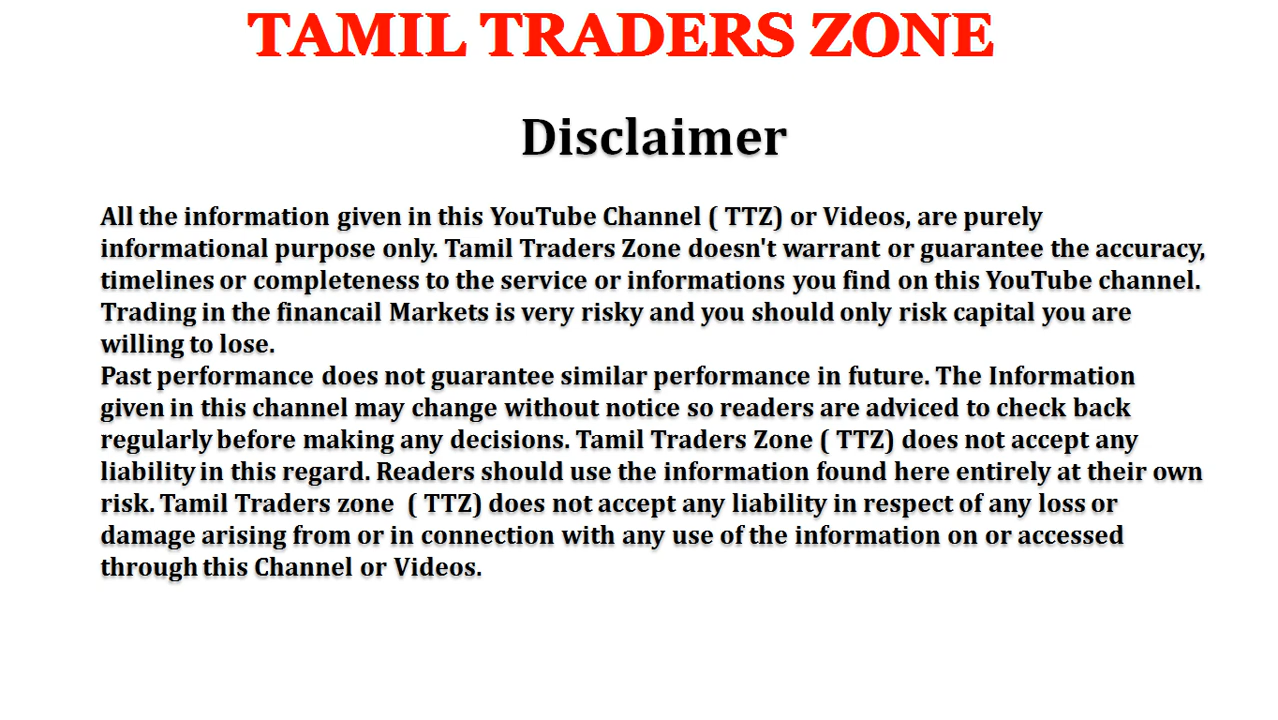 TAMIL TRADERS ZONE
Disclaimer
All the information given in this YouTube Channel ( TTZ) or Videos, are purely
informational purpose only. Tamil Traders Zone doesn't warrant or guarantee the accuracy,
timelines or completeness to the service or informations you find on this YouTube channel.
Trading in the financail Markets is very risky and you should only risk capital you are
willing to lose.
Past performance does not guarantee similar performance in future. The Information
given in this channel may change without notice so readers are adviced to check back
regularly before making any decisions. Tamil Traders Zone ( TTZ) does not accept any
liability in this regard. Readers should use the information found here entirely at their own
risk. Tamil Traders zone  ( TTZ) does not accept any liability in respect of any loss or
damage arising from or in connection with any use of the information on or accessed
through this Channel or Videos.